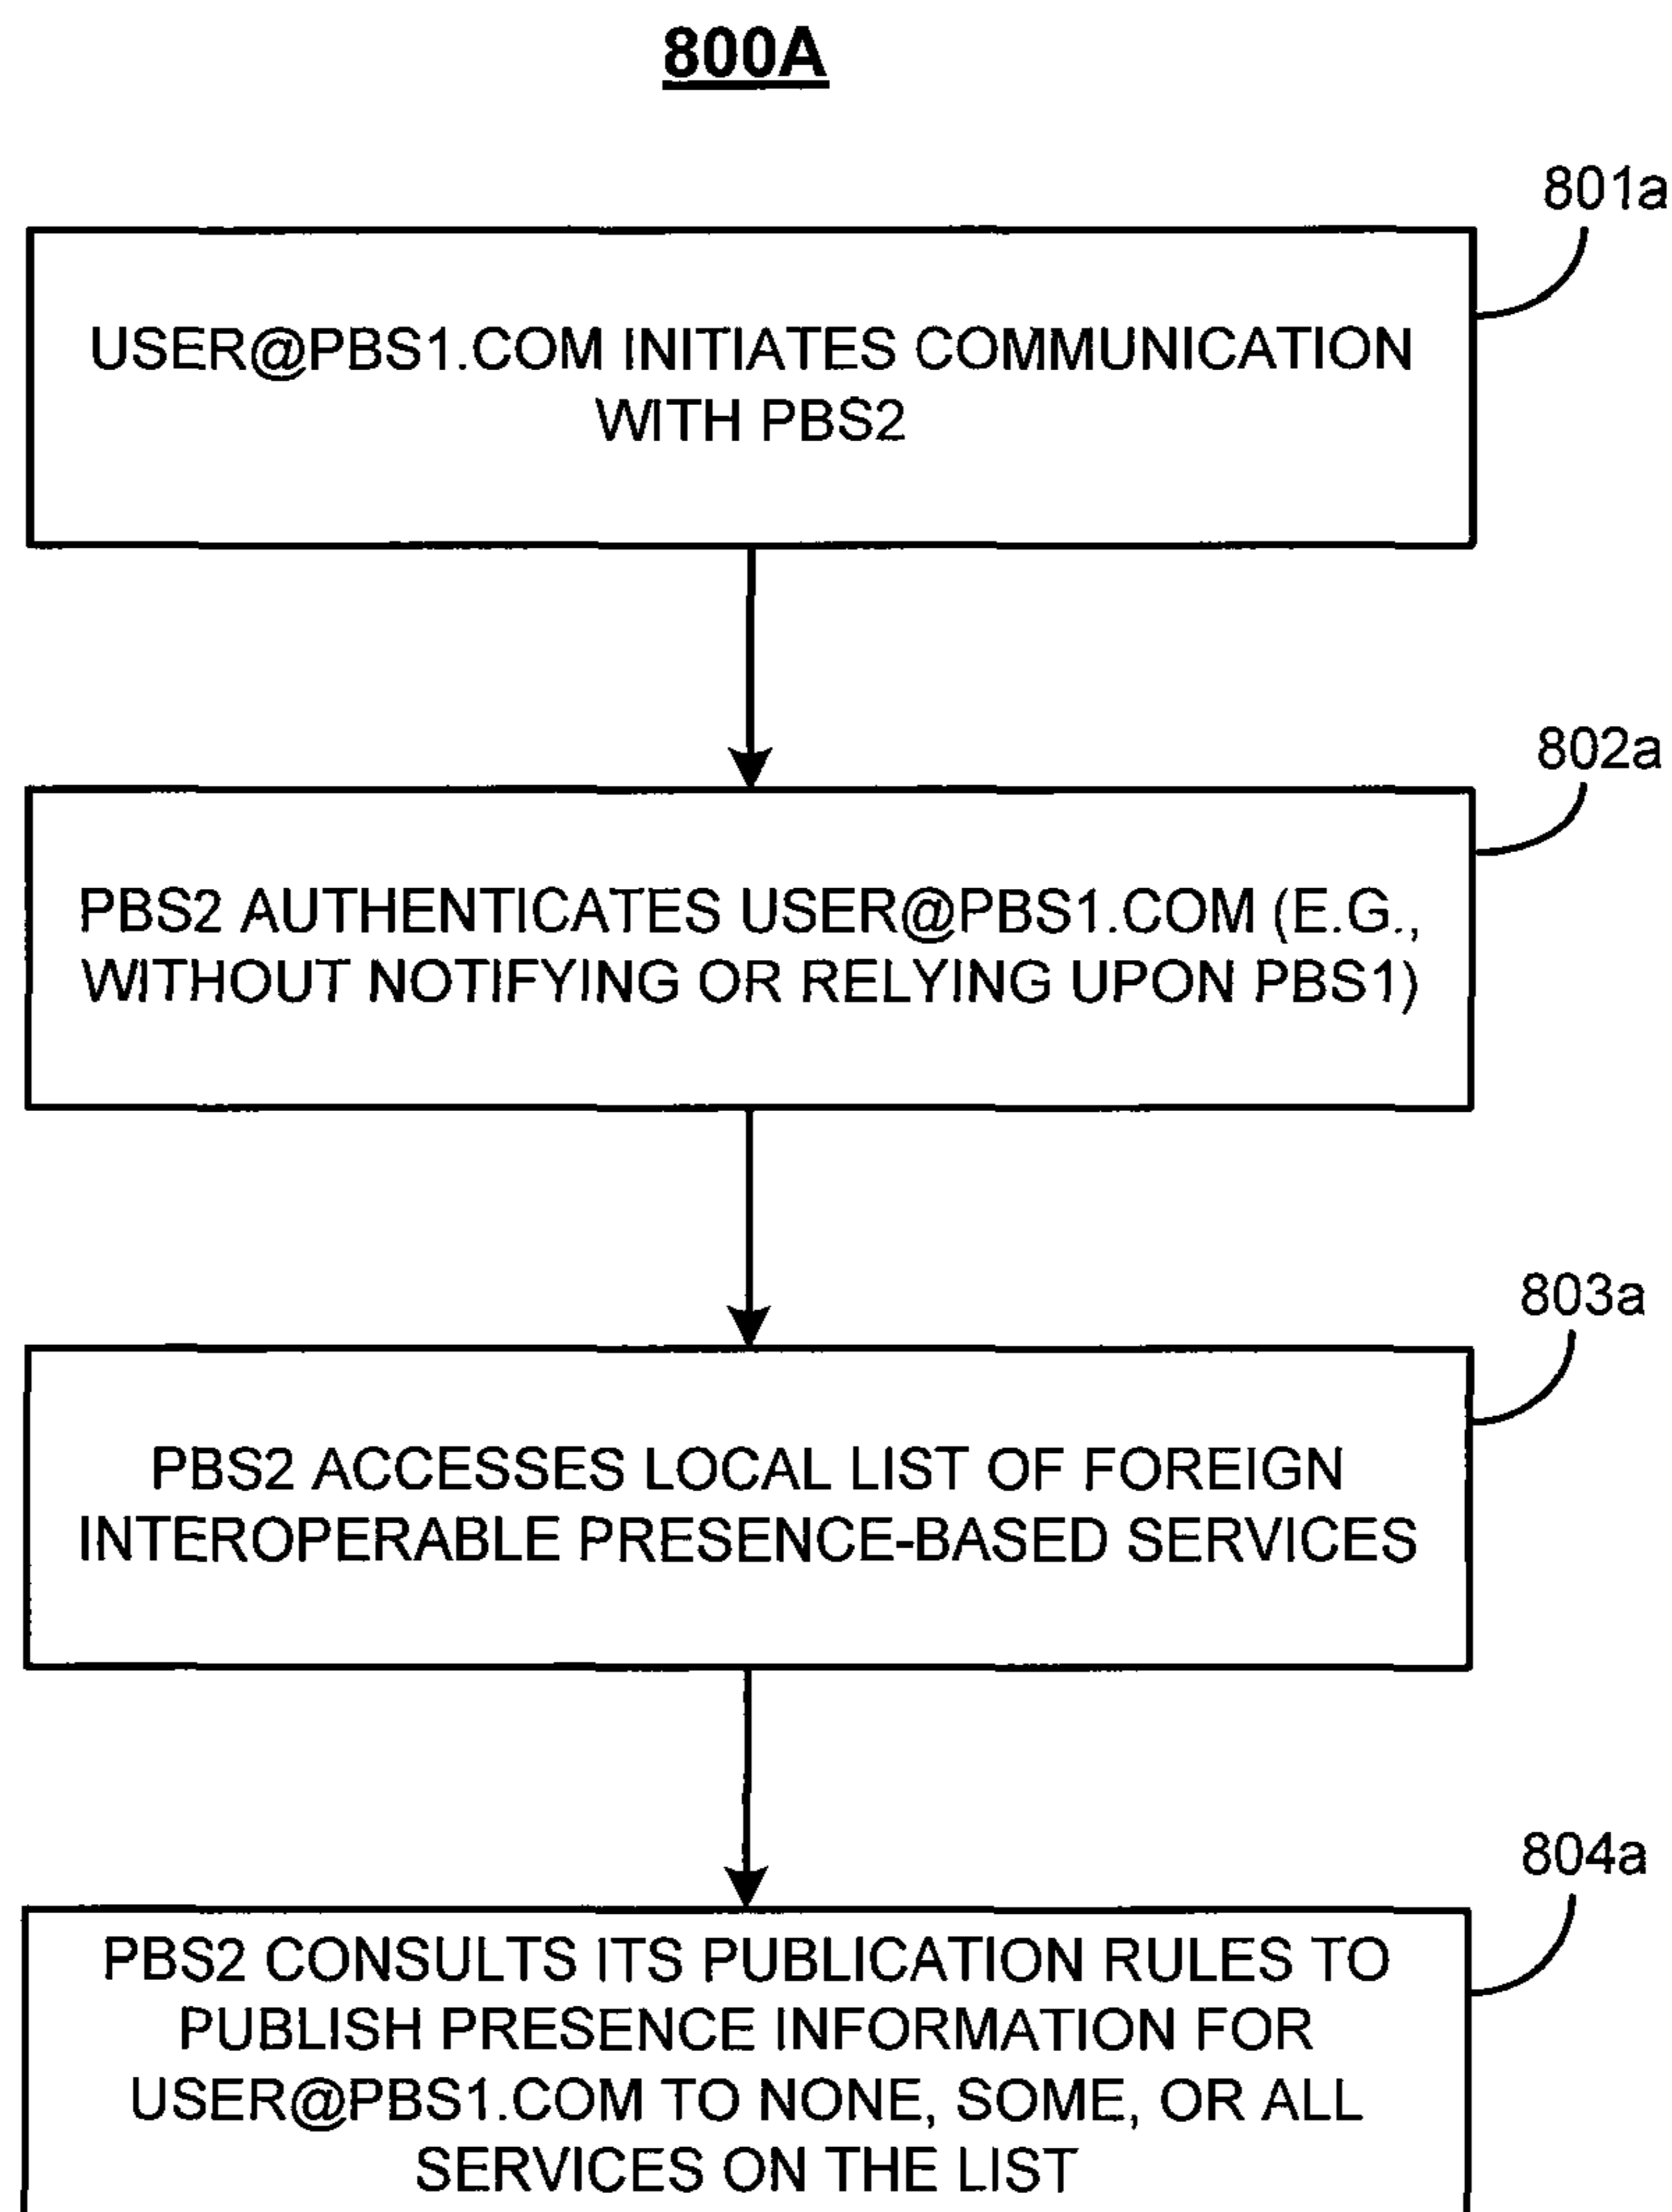 800A
801a
USER@PBS1.COM INITIATES COMMUNICATION
WITH PBS2
802a
PBS2 AUTHENTICATES USER@PBS1.COM (E.G.,
WITHOUT NOTIFYING OR RELYING UPON PBS1)
803a
PBS2 ACCESSES LOCAL LIST OF FOREIGN
INTEROPERABLE PRESENCE-BASED SERVICES
804a
PBS2 CONSULTS ITS PUBLICATION RULES TO
PUBLISH PRESENCE INFORMATION FOR
USER@PBS1.COM TO NONE, SOME, OR ALL
SERVICES ON THE LIST